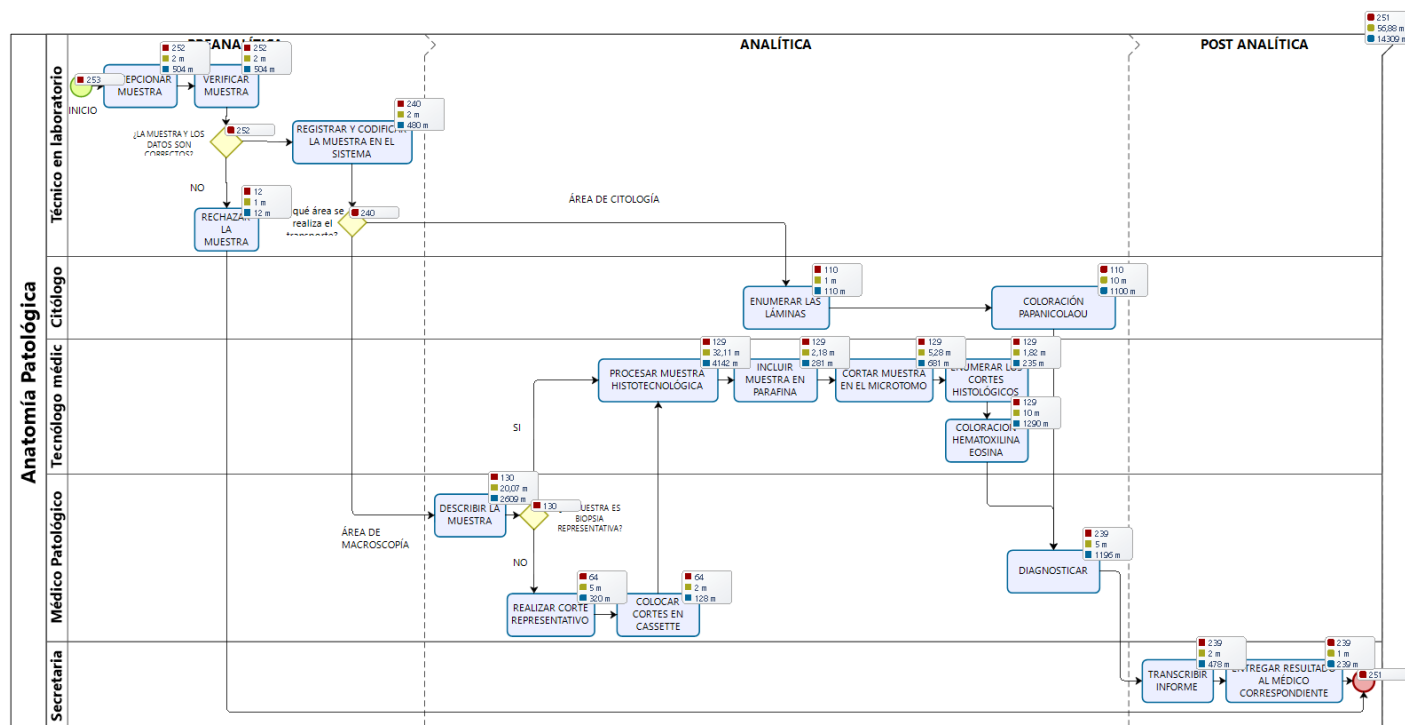 251
56,88 m
14309 m
ANALÍTICA
POST ANALÍTICA
Anatomía Patológica
Técnico en laboratorio
253
INICIO
252
2 m
504 m
MUESTRA
252
2 m
504 m
VERIFICAR
MUESTRA
¿LA MUESTRA Y LOS
DATOS SON
CORRECTOS?
252
240
2 m
480 m
REGISTRAR Y CODIFICAR
LA MUESTRA EN EL
SISTEMA
NO
12
1 m
12 m
RECHAZAR
LA
MUESTRA
qué área se
realiza el
transporte?
240
ÁREA DE CITOLOGÍA
Citólogo
110
1 m
110 m
ENUMERAR LAS
LÁMINAS
110
10 m
1100 m
COLORACIÓN
PAPANICOLAOU
Tecnólogo médic
129
32,11 m
4142 m
PROCESAR MUESTRA
HISTOTECNOLÓGICA
129
2,18 m
281 m
INCLUIR
MUESTRA EN
PARAFINA
129
5,28 m
681 m
CORTAR MUESTRA
EN EL MICROTOMO
129
1,82 m
235 m
ENUMERAR LOS
CORTES
HISTOLÓGICOS
SI
129
10 m
1290 m
COLORACION
HEMATOXILINA
EOSINA
Médico Patológico
ÁREA DE
MACROSCOPÍA
130
20,07 m
2609 m
DESCRIBIR LA
MUESTRA
130
BIOPSIA
REPRESENTATIVA?
NO
64
5 m
320 m
REALIZAR CORTE
REPRESENTATIVO
64
2 m
128 m
COLOCAR
CORTES EN
CASSETTE
239
5 m
1196 m
DIAGNOSTICAR
Secretaria
239
2 m
478 m
TRANSCRIBIR
INFORME
239
1 m
239 m
ENTREGAR RESULTADO
AL MÉDICO
CORRESPONDIENTE
251